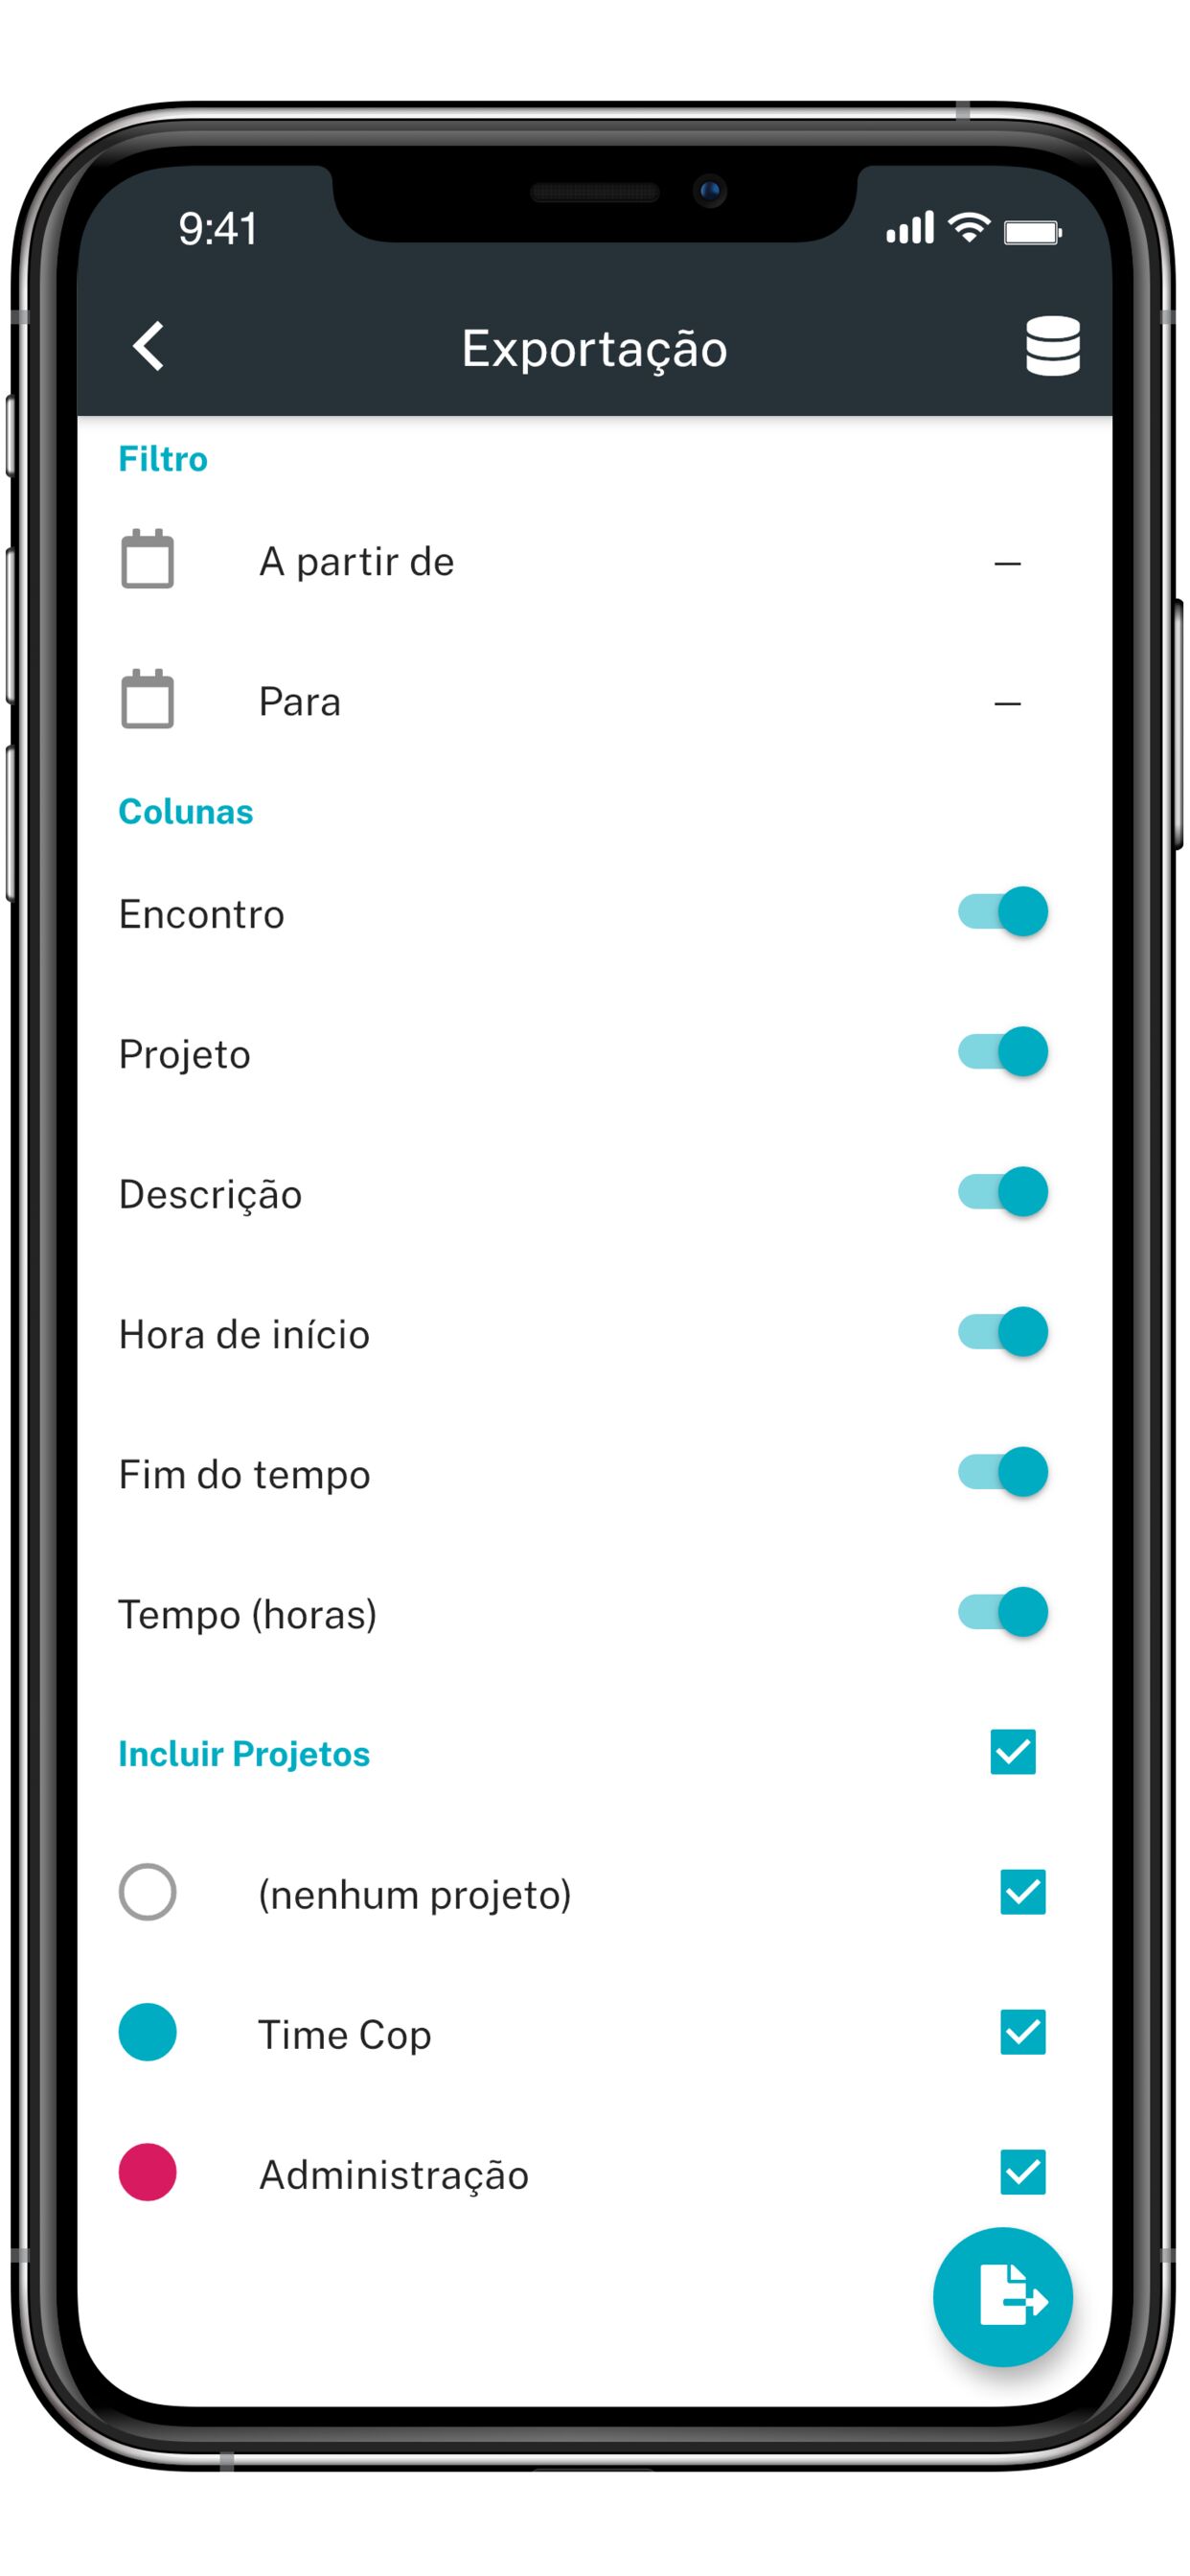 9:41
Exportação
Filtro
A partir de –
Para –
Colunas
Encontro
Projeto
Descrição
Hora de início
Fim do tempo
Tempo (horas)
Incluir Projetos
(nenhum projeto)
Time Cop
Administração